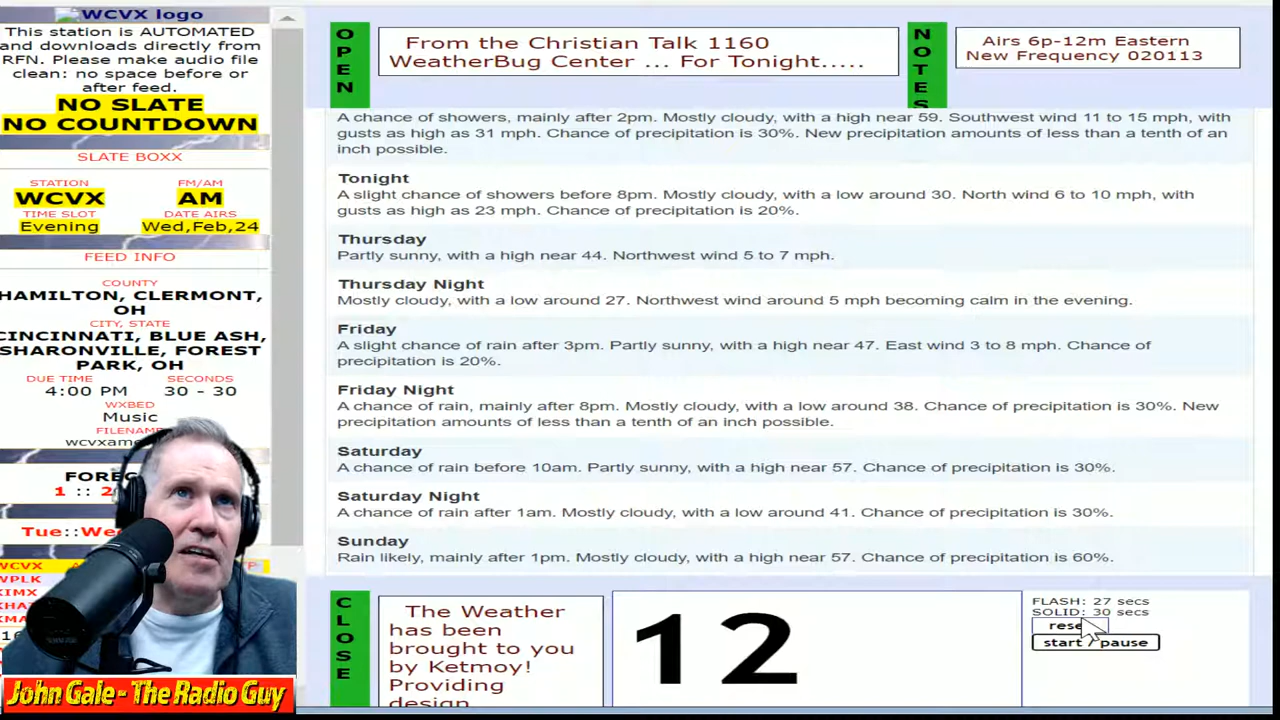 WCVX logo
This station is AUTOMATED
and downloads directly from
RFN. Please make audio file
clean: no space before or
after feed.
NO SLATE
NO COUNTDOWN
SLATE BOXX
STATION FM/AM
WCVX AM
TIME SLOT DATE AIRS
Evening Wed,Feb,24
FEED INFO
COUNTY
HAMILTON, CLERMONT,
OH
CITY, STATE
CINCINNATI, BLUE ASH,
SHARONVILLE, FOREST
PARK, OH
DUE TIME SECONDS
4:00 PM 30 - 30
WXBED
Music
FILENAME
wcvxame
FOREC
1 :: 2
Tue::We
WCVX
WPLK
KIMX
John Gale - The Radio Guy
OPEN
From the Christian Talk 1160
WeatherBug Center ... For Tonight.....
NOTES
Airs 6p-12m Eastern
New Frequency 020113
A chance of showers, mainly after 2pm. Mostly cloudy, with a high near 59. Southwest wind 11 to 15 mph, with
gusts as high as 31 mph. Chance of precipitation is 30%. New precipitation amounts of less than a tenth of an
inch possible.
Tonight
A slight chance of showers before 8pm. Mostly cloudy, with a low around 30. North wind 6 to 10 mph, with
gusts as high as 23 mph. Chance of precipitation is 20%.
Thursday
Partly sunny, with a high near 44. Northwest wind 5 to 7 mph.
Thursday Night
Mostly cloudy, with a low around 27. Northwest wind around 5 mph becoming calm in the evening.
Friday
A slight chance of rain after 3pm. Partly sunny, with a high near 47. East wind 3 to 8 mph. Chance of
precipitation is 20%.
Friday Night
A chance of rain, mainly after 8pm. Mostly cloudy, with a low around 38. Chance of precipitation is 30%. New
precipitation amounts of less than a tenth of an inch possible.
Saturday
A chance of rain before 10am. Partly sunny, with a high near 57. Chance of precipitation is 30%.
Saturday Night
A chance of rain after 1am. Mostly cloudy, with a low around 41. Chance of precipitation is 30%.
Sunday
Rain likely, mainly after 1pm. Mostly cloudy, with a high near 57. Chance of precipitation is 60%.
CLOSE
The Weather
has been
brought to you
by Ketmoy!
Providing
design
12
FLASH: 27 secs
SOLID: 30 secs
rese
start / pause